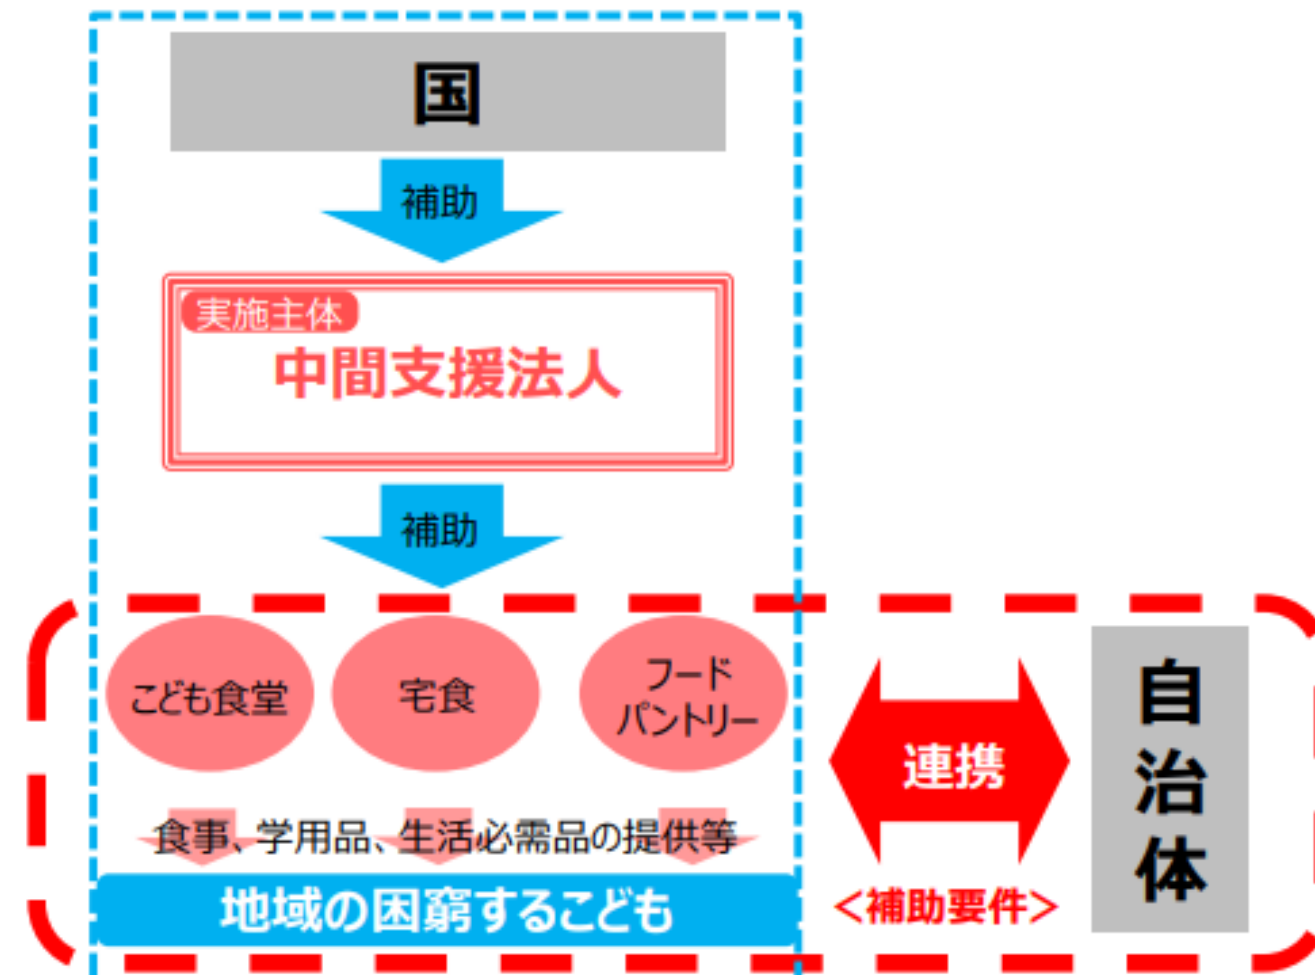 国
補助
実施主体
中間支援法人
補助
こども食堂
宅食
フード
パントリー
連携
自治体
食事、学用品、生活必需品の提供等
地域の困窮するこども
＜補助要件＞